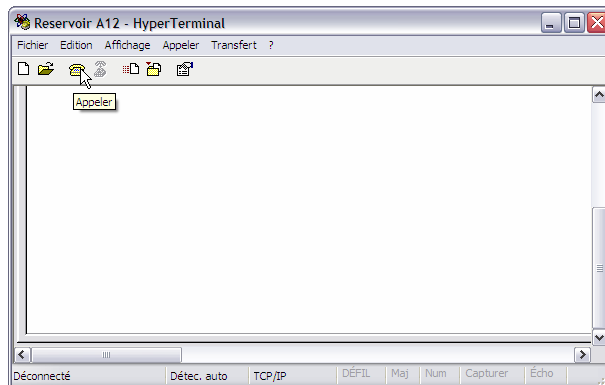 Reservoir A12 - HyperTerminal
Fichier Edition Affichage Appeler Transfert ?
Appeler
Déconnecté Détec. auto TCP/IP DÉFIL Maj Num Capturer Écho